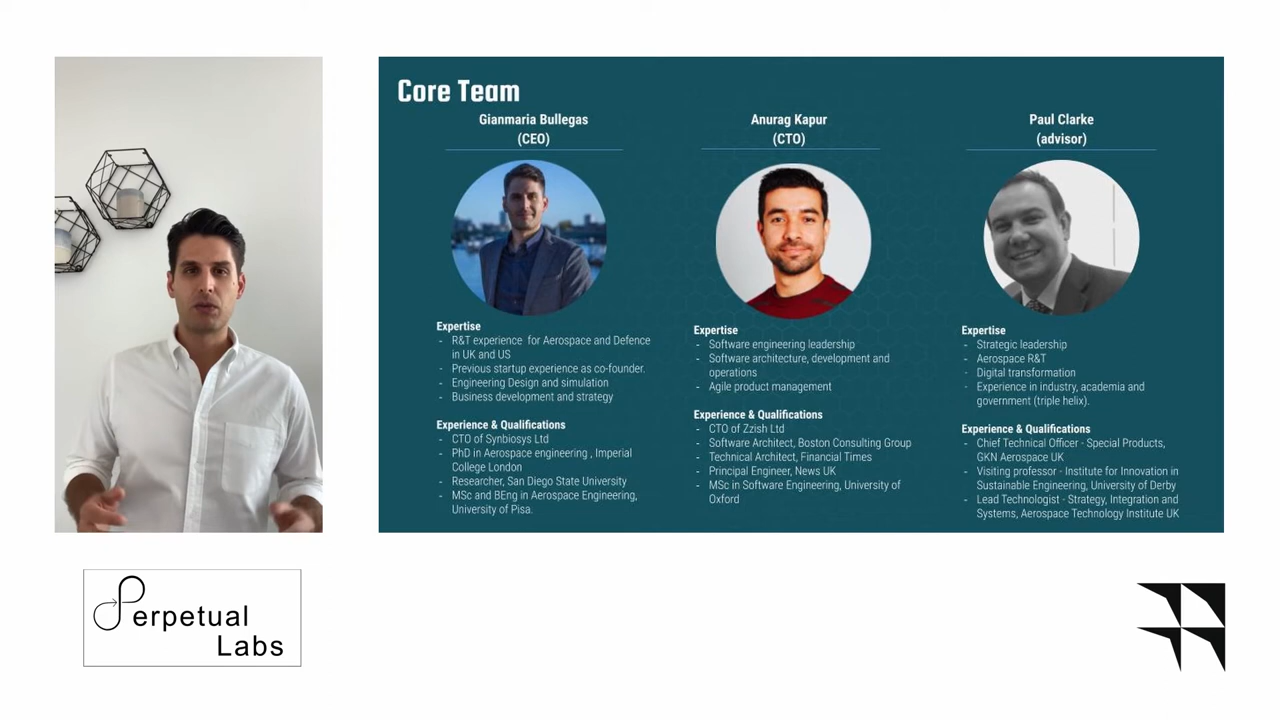 Core Team
Gianmaria Bullegas
(CEO)
Expertise
- R&T experience for Aerospace and Defence
in UK and US
- Previous startup experience as co-founder.
- Engineering Design and simulation
- Business development and strategy
Experience & Qualifications
- CTO of Synbiosys Ltd
- PhD in Aerospace engineering , Imperial
College London
- Researcher, San Diego State University
- MSc and BEng in Aerospace Engineering,
University of Pisa.
Anurag Kapur
(CTO)
Expertise
- Software engineering leadership
- Software architecture, development and
operations
- Agile product management
Experience & Qualifications
- CTO of Zzish Ltd
- Software Architect, Boston Consulting Group
- Technical Architect, Financial Times
- Principal Engineer, News UK
- MSc in Software Engineering, University of
Oxford
Paul Clarke
(advisor)
Expertise
- Strategic leadership
- Aerospace R&T
- Digital transformation
- Experience in industry, academia and
government (triple helix).
Experience & Qualifications
- Chief Technical Officer - Special Products,
GKN Aerospace UK
- Visiting professor - Institute for Innovation in
Sustainable Engineering, University of Derby
- Lead Technologist - Strategy, Integration and
Systems, Aerospace Technology Institute UK
Perpetual
Labs